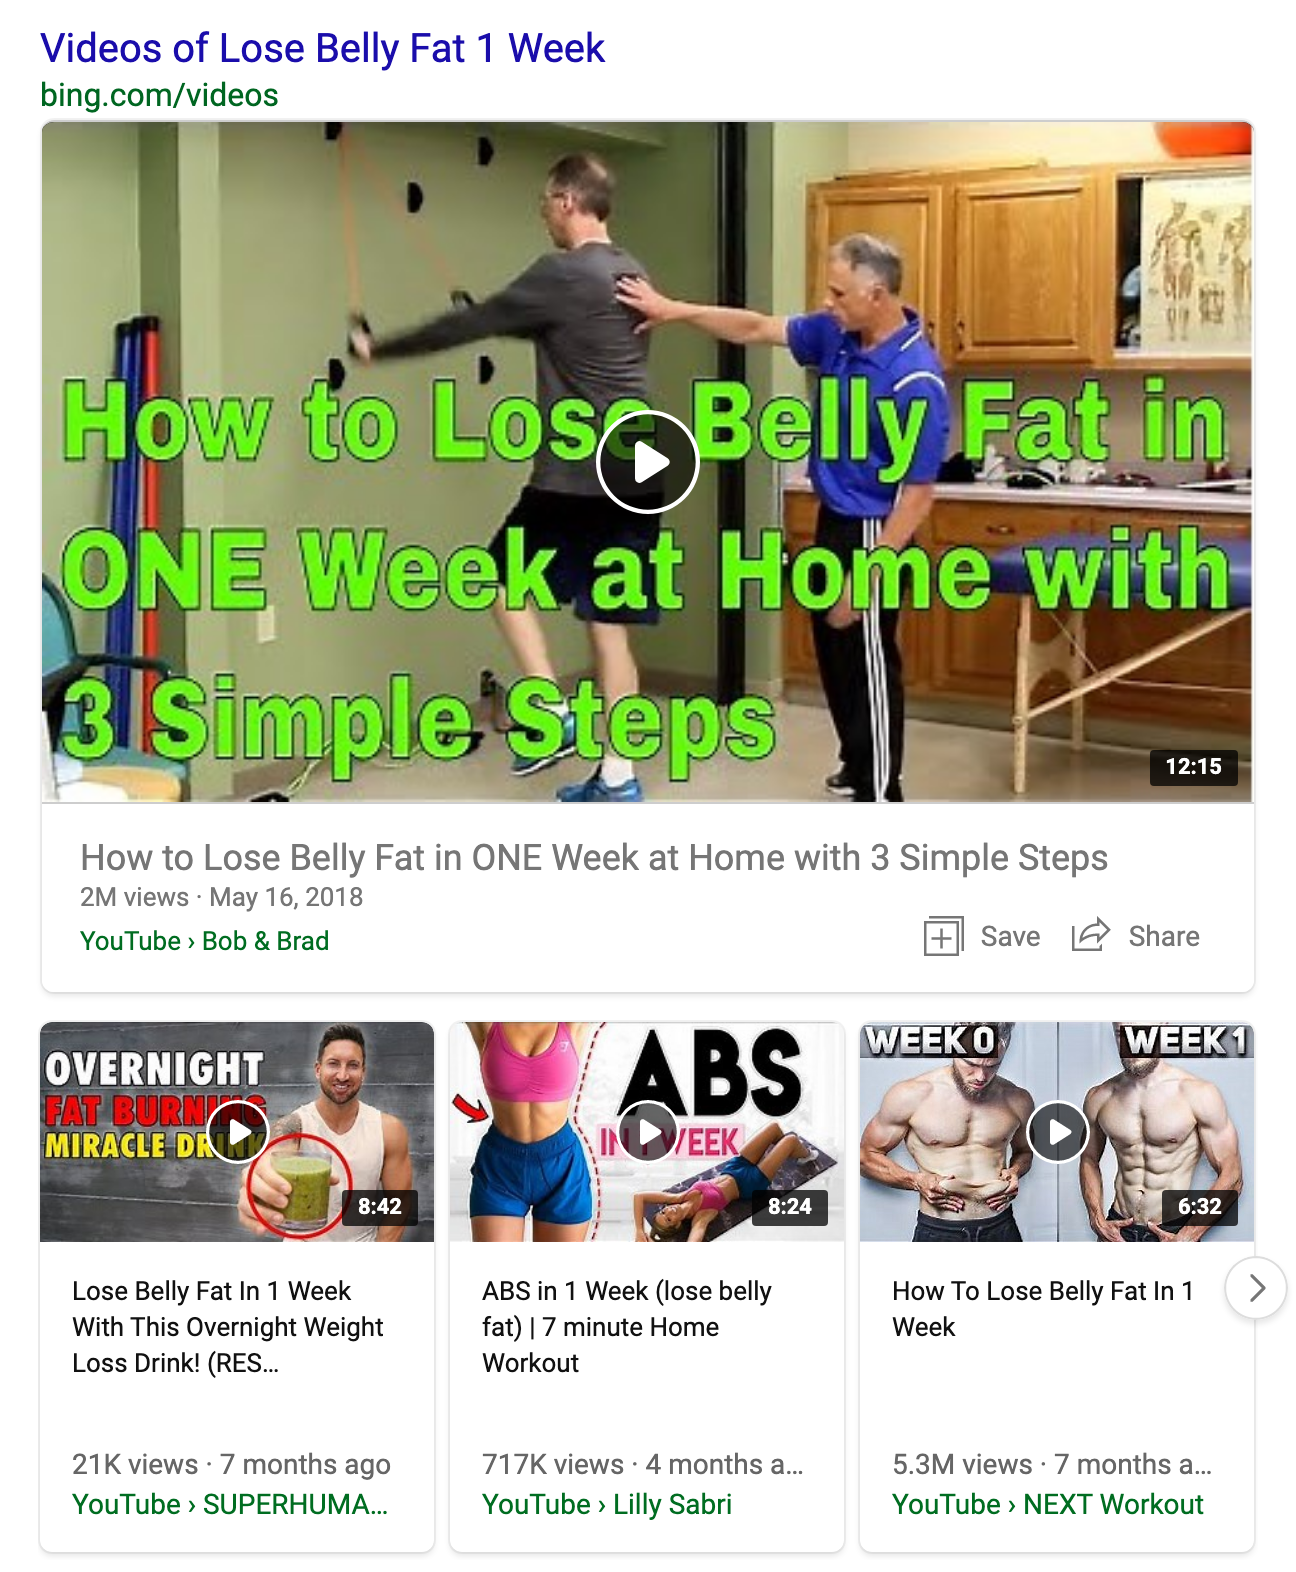 Videos of Lose Belly Fat 1 Week
bing.com/videos
How to Lose Belly Fat in
ONE Week at Home with
3 Simple Steps
12:15
How to Lose Belly Fat in ONE Week at Home with 3 Simple Steps
2M views · May 16, 2018
YouTube › Bob & Brad
Save
Share
OVERNIGHT
FAT BURNING
MIRACLE DRINK
8:42
Lose Belly Fat In 1 Week
With This Overnight Weight
Loss Drink! (RES...
21K views · 7 months ago
YouTube › SUPERHUMA...
ABS
IN 1 WEEK
8:24
ABS in 1 Week (lose belly
fat) | 7 minute Home
Workout
717K views · 4 months a...
YouTube › Lilly Sabri
WEEK 0
WEEK 1
6:32
How To Lose Belly Fat In 1
Week
5.3M views · 7 months a...
YouTube › NEXT Workout